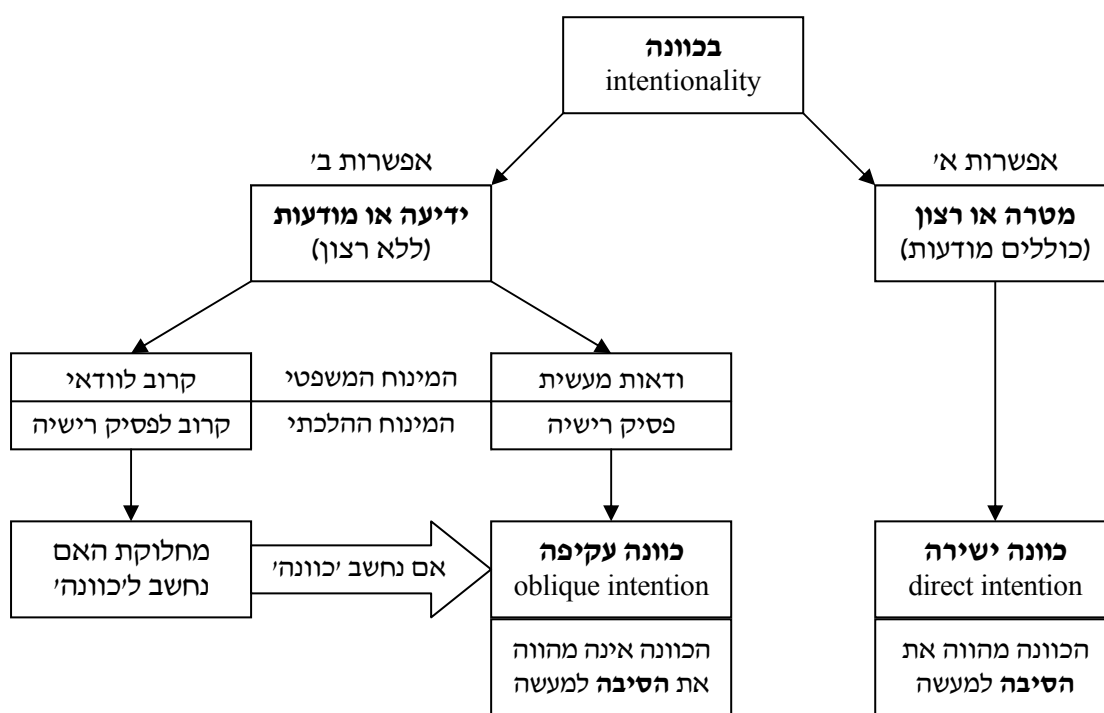 בכוונה
intentionality
אפשרות א'
מטרה או רצון
(כוללים מודעות)
אפשרות ב'
ידיעה או מודעות
(ללא רצון)
ודאות מעשית
המינוח המשפטי
קרוב לוודאי
פסיק רישיה
המינוח ההלכתי
קרוב לפסיק רישיה
כוונה ישירה
direct intention
הכוונה מהווה את
הסיבה למעשה
כוונה עקיפה
oblique intention
הכוונה אינה מהווה
את הסיבה למעשה
אם נחשב 'כוונה'
מחלוקת האם
נחשב ל'כוונה'